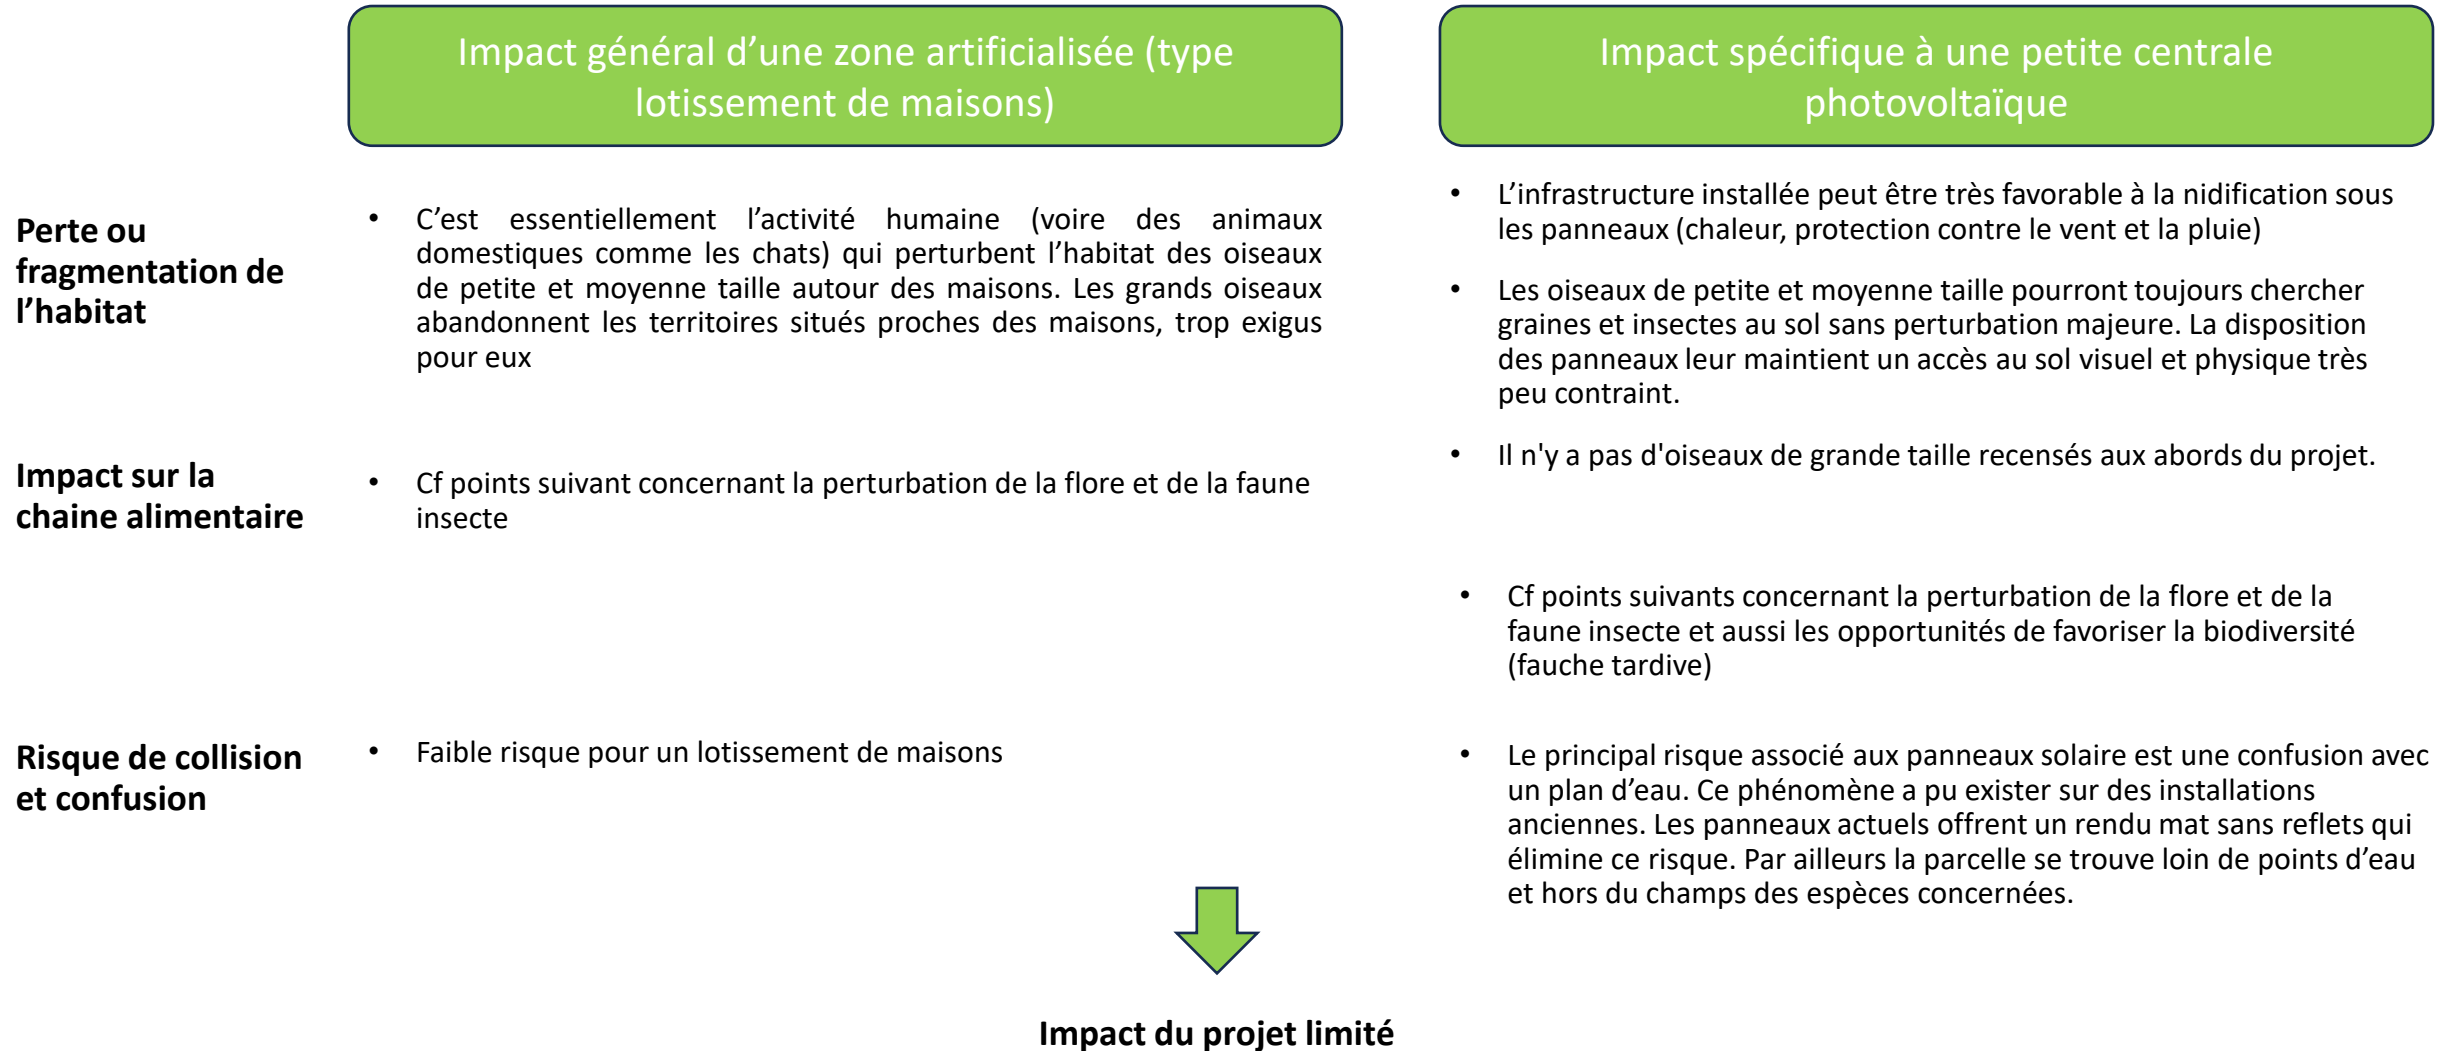 Impact général d’une zone artificialisée (type
lotissement de maisons)
Impact spécifique à une petite centrale
photovoltaïque
Perte ou
fragmentation de
l’habitat
• C’est essentiellement l’activité humaine (voire des animaux
domestiques comme les chats) qui perturbent l’habitat des oiseaux
de petite et moyenne taille autour des maisons. Les grands oiseaux
abandonnent les territoires situés proches des maisons, trop exigus
pour eux
• L’infrastructure installée peut être très favorable à la nidification sous
les panneaux (chaleur, protection contre le vent et la pluie)
• Les oiseaux de petite et moyenne taille pourront toujours chercher
graines et insectes au sol sans perturbation majeure. La disposition
des panneaux leur maintient un accès au sol visuel et physique très
peu contraint.
• Il n'y a pas d'oiseaux de grande taille recensés aux abords du projet.
Impact sur la
chaine alimentaire
• Cf points suivant concernant la perturbation de la flore et de la faune
insecte
• Cf points suivants concernant la perturbation de la flore et de la
faune insecte et aussi les opportunités de favoriser la biodiversité
(fauche tardive)
Risque de collision
et confusion
• Faible risque pour un lotissement de maisons
• Le principal risque associé aux panneaux solaire est une confusion avec
un plan d’eau. Ce phénomène a pu exister sur des installations
anciennes. Les panneaux actuels offrent un rendu mat sans reflets qui
élimine ce risque. Par ailleurs la parcelle se trouve loin de points d’eau
et hors du champs des espèces concernées.
Impact du projet limité